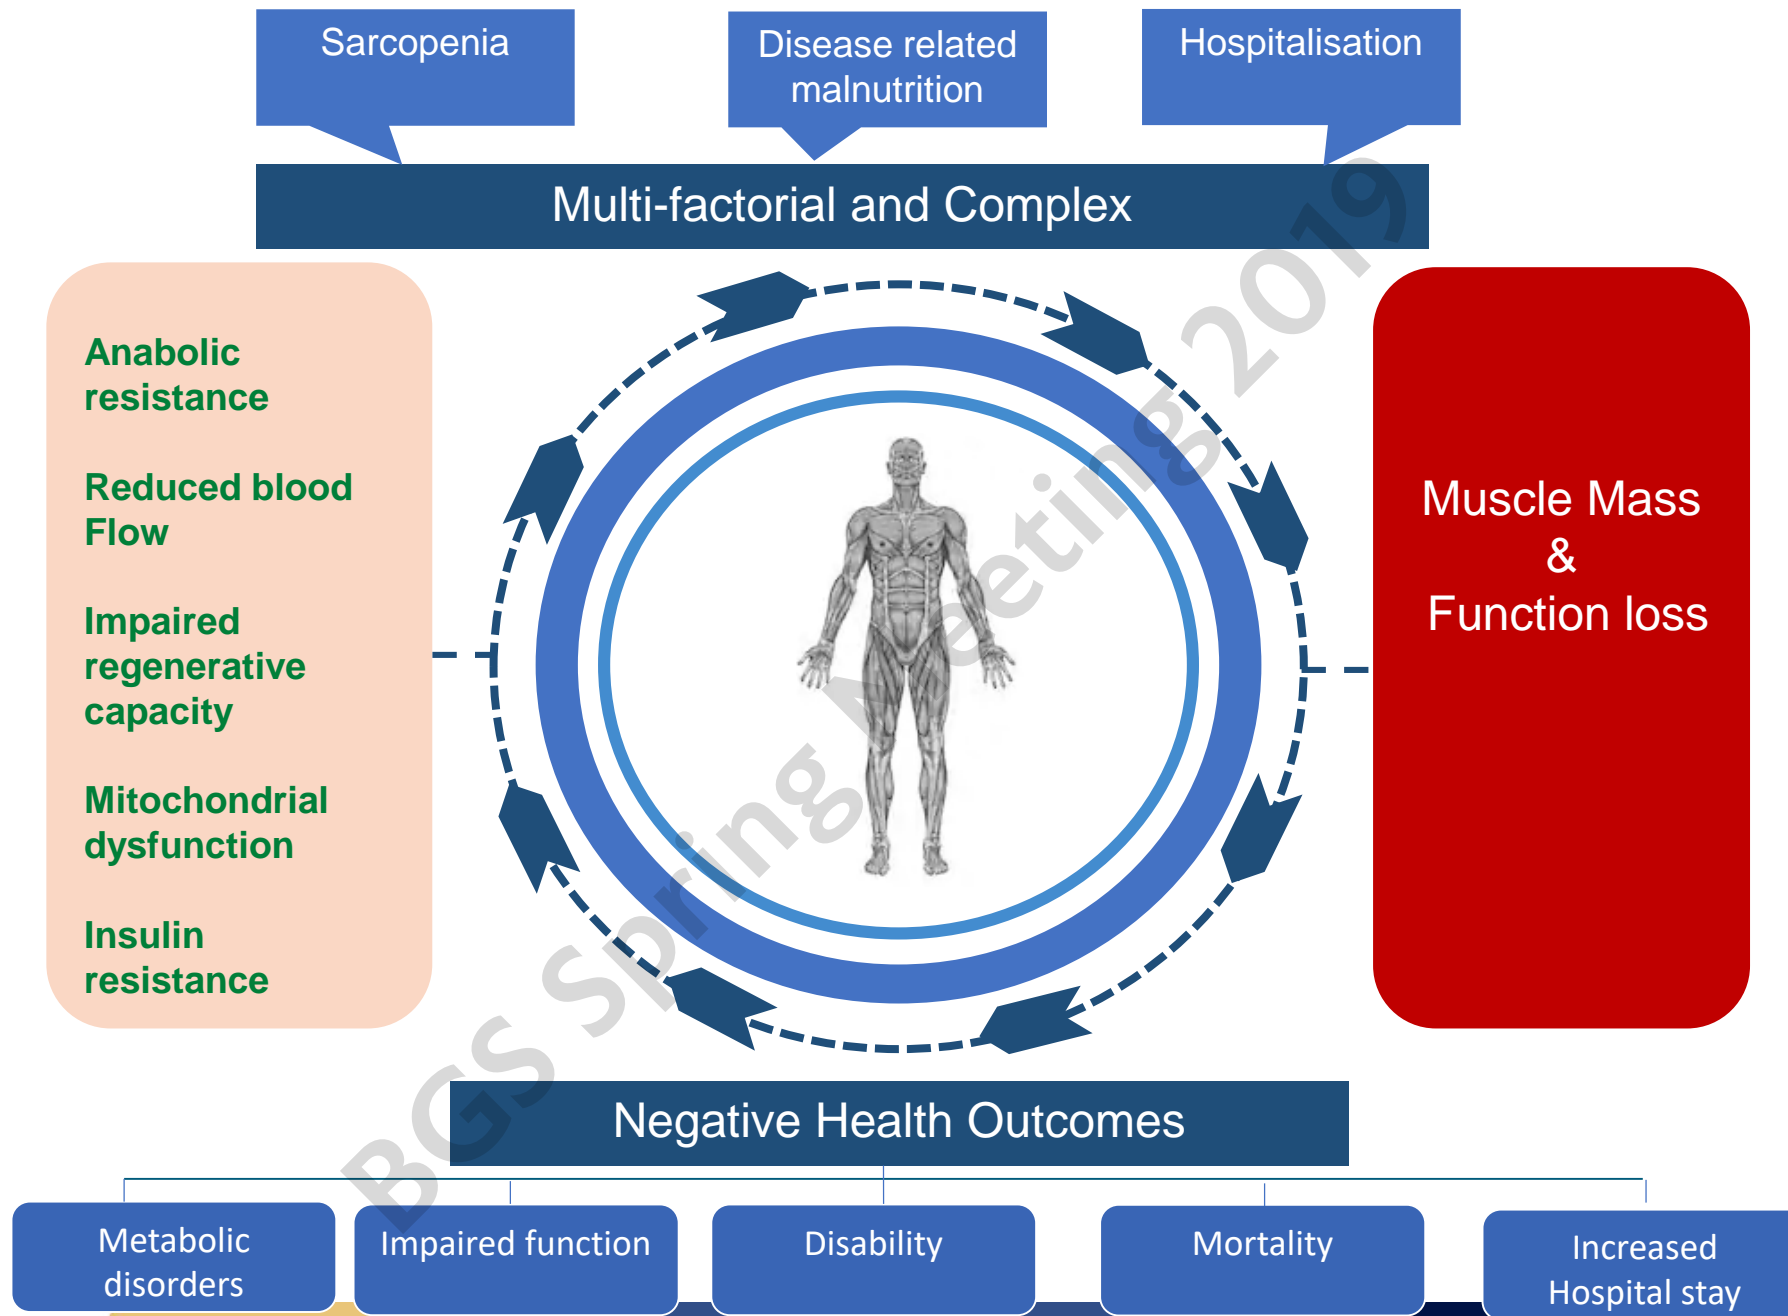 Sarcopenia
Disease related
malnutrition
Hospitalisation
Multi-factorial and Complex
Anabolic
resistance
Reduced blood
Flow
Impaired
regenerative
capacity
Mitochondrial
dysfunction
Insulin
resistance
Muscle Mass
&
Function loss
BGS Spring Meeting 2019
Negative Health Outcomes
Metabolic
disorders
Impaired function
Disability
Mortality
Increased
Hospital stay